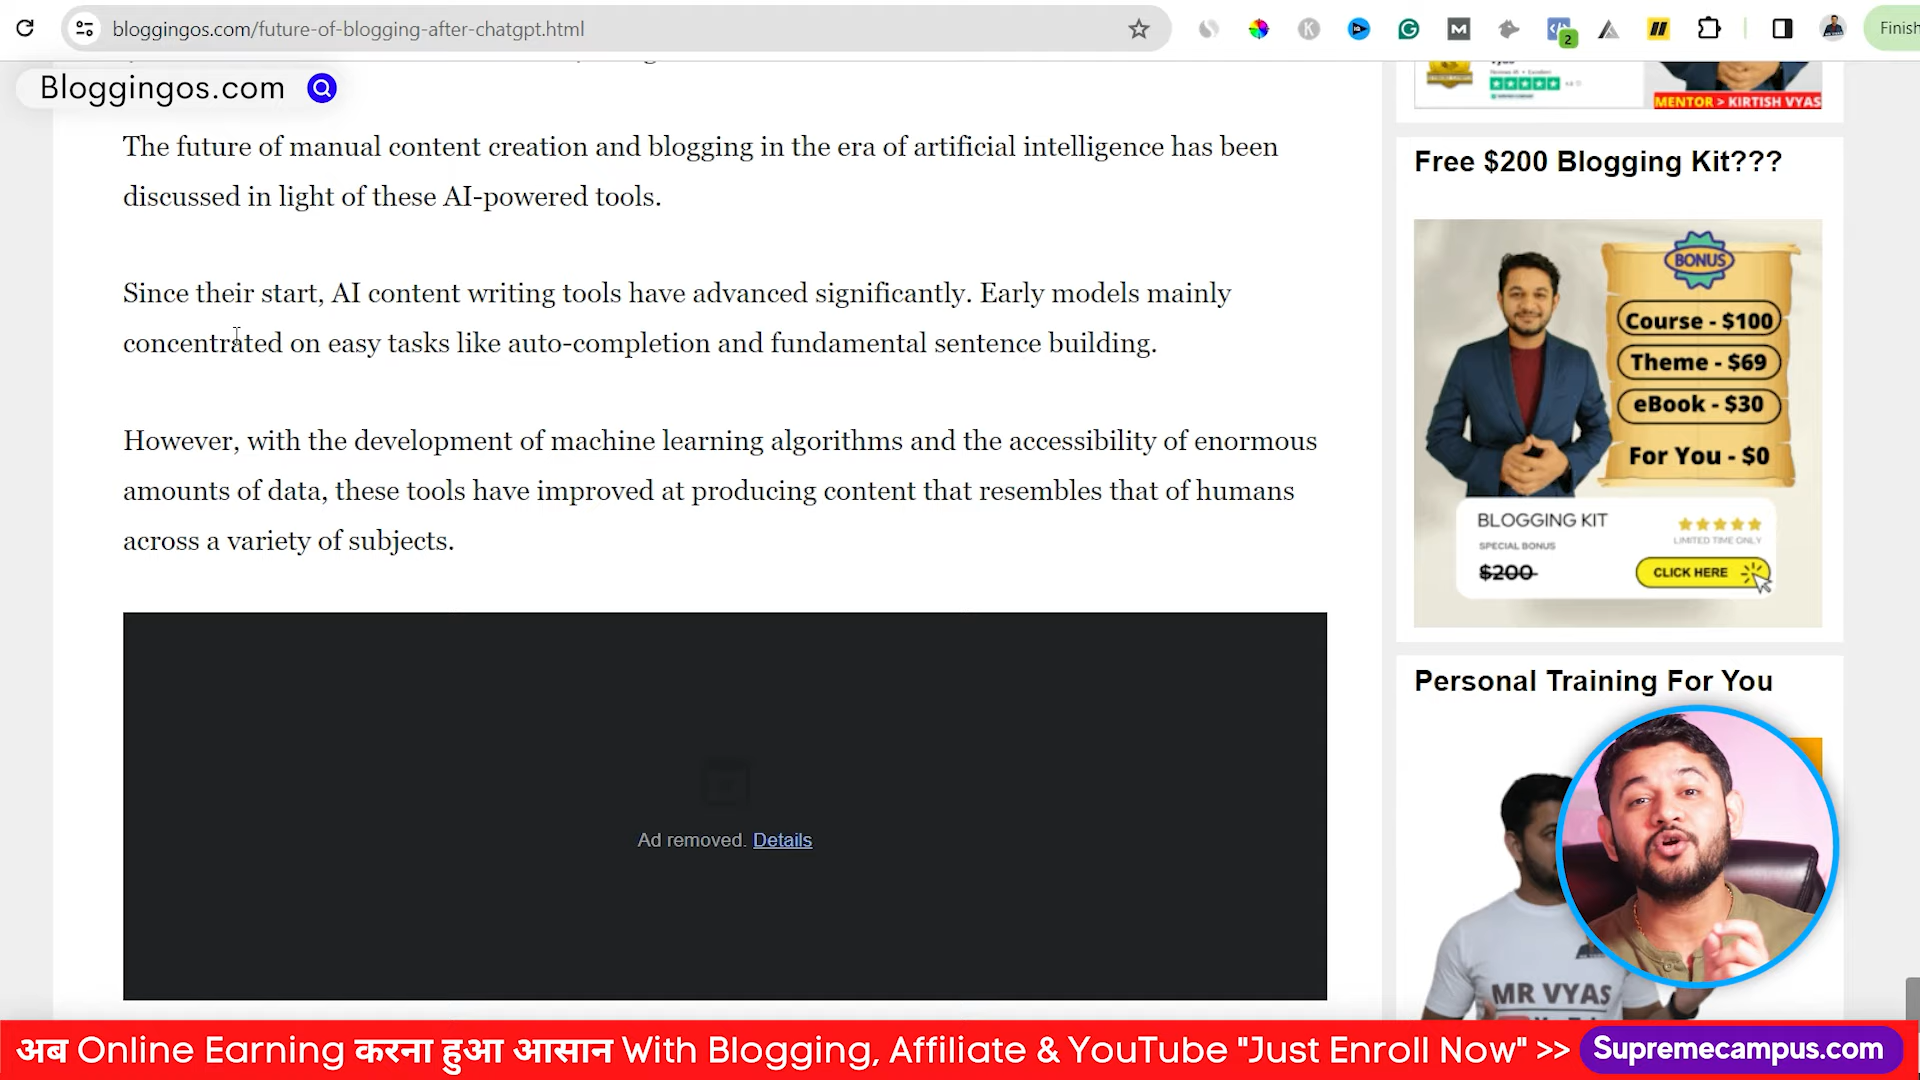 bloggingos.com/future-of-blogging-after-chatgpt.html
2
Finish
Bloggingos.com
MENTOR > KIRTISH VYAS
The future of manual content creation and blogging in the era of artificial intelligence has been
discussed in light of these AI-powered tools.
Since their start, AI content writing tools have advanced significantly. Early models mainly
concentrated on easy tasks like auto-completion and fundamental sentence building.
However, with the development of machine learning algorithms and the accessibility of enormous
amounts of data, these tools have improved at producing content that resembles that of humans
across a variety of subjects.
Ad removed. Details
Free $200 Blogging Kit???
BONUS
Course - $100
Theme - $69
eBook - $30
For You - $0
BLOGGING KIT
SPECIAL BONUS
LIMITED TIME ONLY
$200
CLICK HERE
Personal Training For You
MR VYAS
अब Online Earning करना हुआ आसान With Blogging, Affiliate & YouTube "Just Enroll Now" >> Supremecampus.com